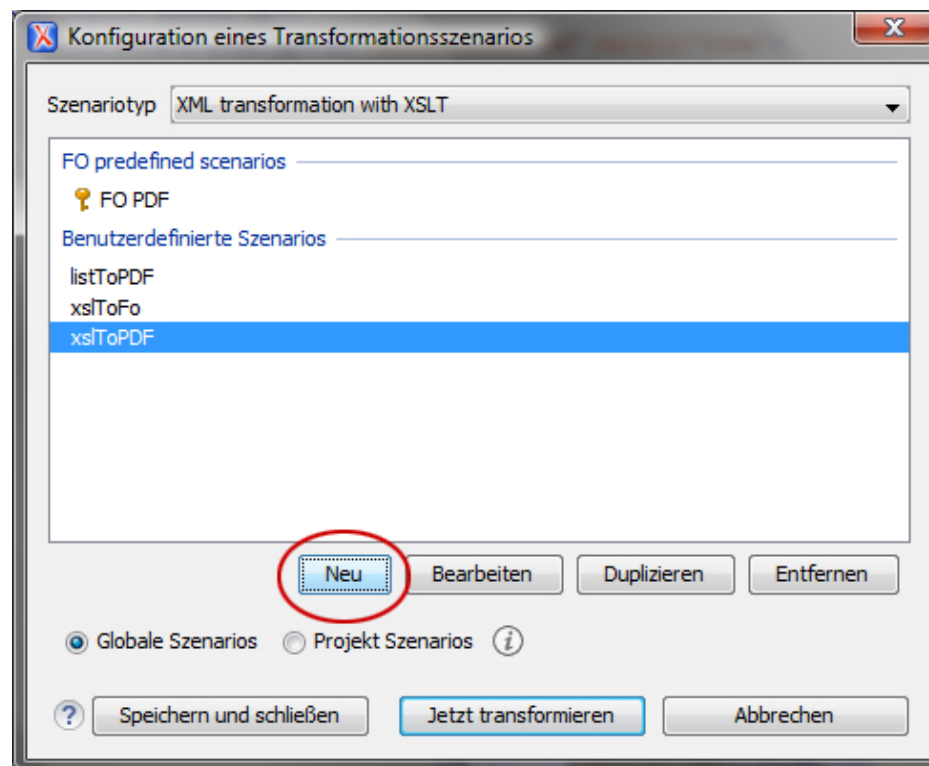 Konfiguration eines Transformationsszenarios
Szenariotyp XML transformation with XSLT
FO predefined scenarios
FO PDF
Benutzerdefinierte Szenarios
listToPDF
xslToFo
xslToPDF
Neu Bearbeiten Duplizieren Entfernen
Globale Szenarios Projekt Szenarios i
? Speichern und schließen Jetzt transformieren Abbrechen